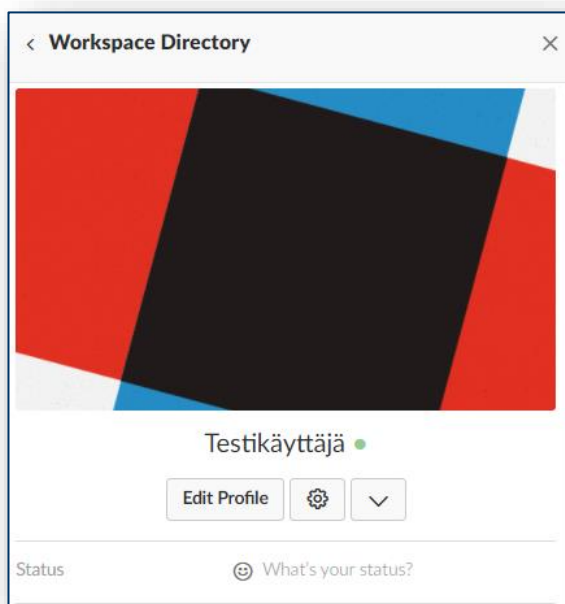 Workspace Directory
Testikäyttäjä
Edit Profile
Status What's your status?